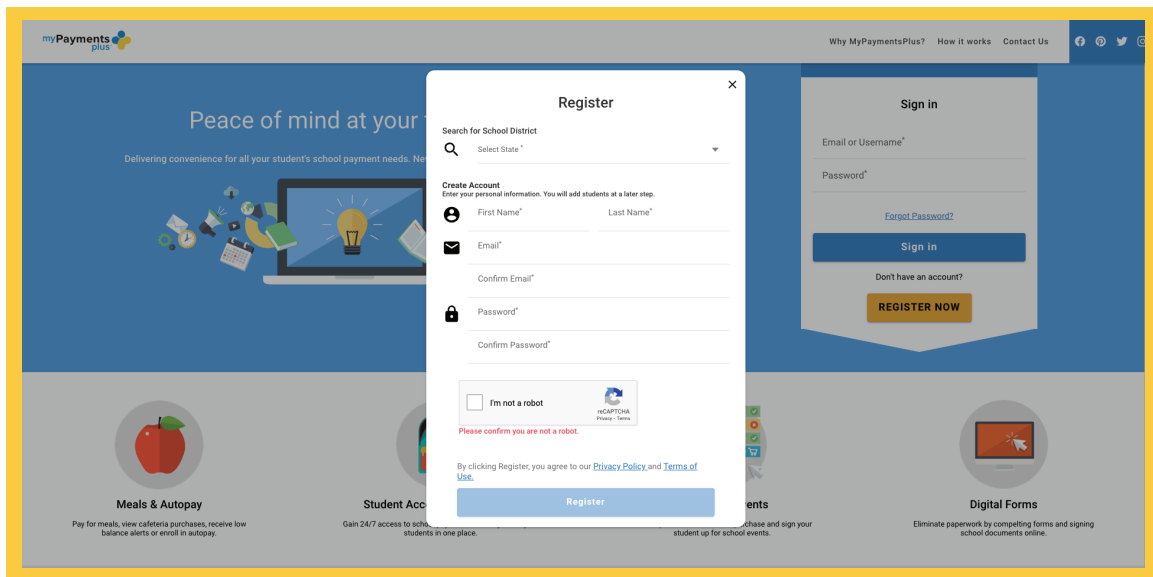 myPayments
plus
Why MyPaymentsPlus? How it works Contact Us
Peace of mind at your
Delivering convenience for all your student's school payment needs.
Register
Search for School District
Select State *
Create Account
Enter your personal information. You will add students at a later step.
First Name* Last Name*
Email*
Confirm Email*
Password*
Confirm Password*
I'm not a robot
reCAPTCHA
Privacy - Terms
Please confirm you are not a robot.
By clicking Register, you agree to our Privacy Policy and Terms of
Use.
Register
Sign in
Email or Username*
Password*
Forgot Password?
Sign in
Don't have an account?
REGISTER NOW
Meals & Autopay
Pay for meals, view cafeteria purchases, receive low
balance alerts or enroll in autopay.
Student Acc
Gain 24/7 access to scho
students in one place.
ents
chase and sign your
student up for school events.
Digital Forms
Eliminate paperwork by compelting forms and signing
school documents online.